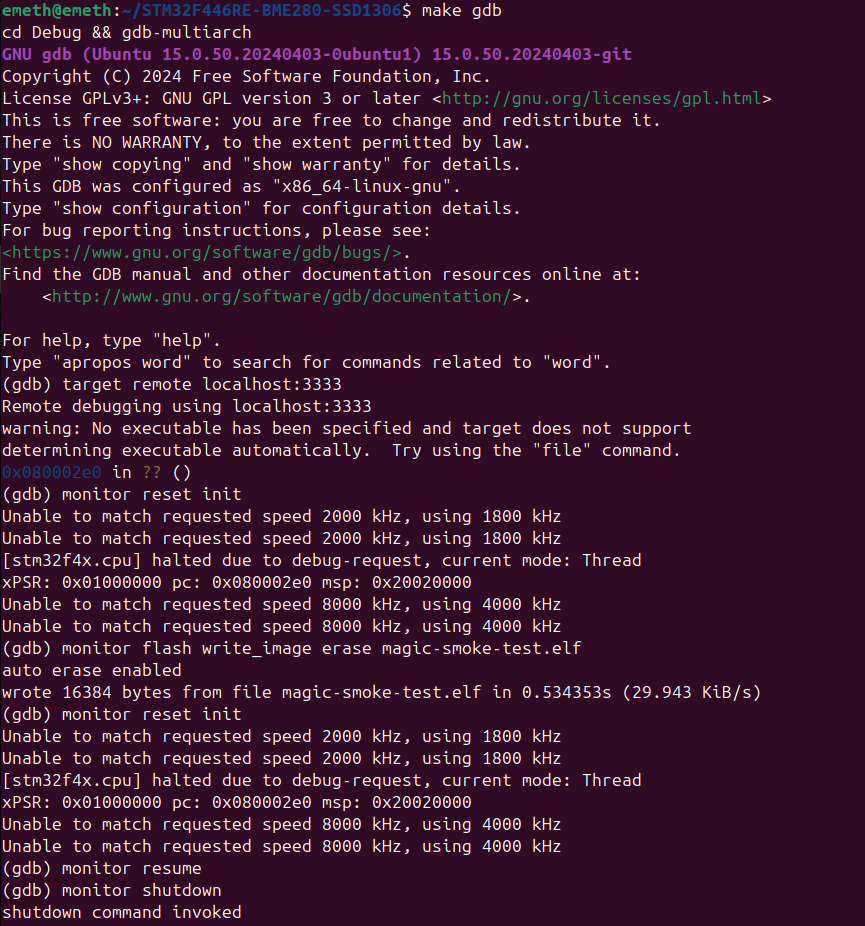 emeth@emeth:~/STM32F446RE-BME280-SSD1306$ make gdb
cd Debug && gdb-multiarch
GNU gdb (Ubuntu 15.0.50.20240403-0ubuntu1) 15.0.50.20240403-git
Copyright (C) 2024 Free Software Foundation, Inc.
License GPLv3+: GNU GPL version 3 or later <http://gnu.org/licenses/gpl.html>
This is free software: you are free to change and redistribute it.
There is NO WARRANTY, to the extent permitted by law.
Type "show copying" and "show warranty" for details.
This GDB was configured as "x86_64-linux-gnu".
Type "show configuration" for configuration details.
For bug reporting instructions, please see:
<https://www.gnu.org/software/gdb/bugs/>.
Find the GDB manual and other documentation resources online at:
    <http://www.gnu.org/software/gdb/documentation/>.

For help, type "help".
Type "apropos word" to search for commands related to "word".
(gdb) target remote localhost:3333
Remote debugging using localhost:3333
warning: No executable has been specified and target does not support
determining executable automatically.  Try using the "file" command.
0x080002e0 in ?? ()
(gdb) monitor reset init
Unable to match requested speed 2000 kHz, using 1800 kHz
Unable to match requested speed 2000 kHz, using 1800 kHz
[stm32f4x.cpu] halted due to debug-request, current mode: Thread
xPSR: 0x01000000 pc: 0x080002e0 msp: 0x20020000
Unable to match requested speed 8000 kHz, using 4000 kHz
Unable to match requested speed 8000 kHz, using 4000 kHz
(gdb) monitor flash write_image erase magic-smoke-test.elf
auto erase enabled
wrote 16384 bytes from file magic-smoke-test.elf in 0.534353s (29.943 KiB/s)
(gdb) monitor reset init
Unable to match requested speed 2000 kHz, using 1800 kHz
Unable to match requested speed 2000 kHz, using 1800 kHz
[stm32f4x.cpu] halted due to debug-request, current mode: Thread
xPSR: 0x01000000 pc: 0x080002e0 msp: 0x20020000
Unable to match requested speed 8000 kHz, using 4000 kHz
Unable to match requested speed 8000 kHz, using 4000 kHz
(gdb) monitor resume
(gdb) monitor shutdown
shutdown command invoked